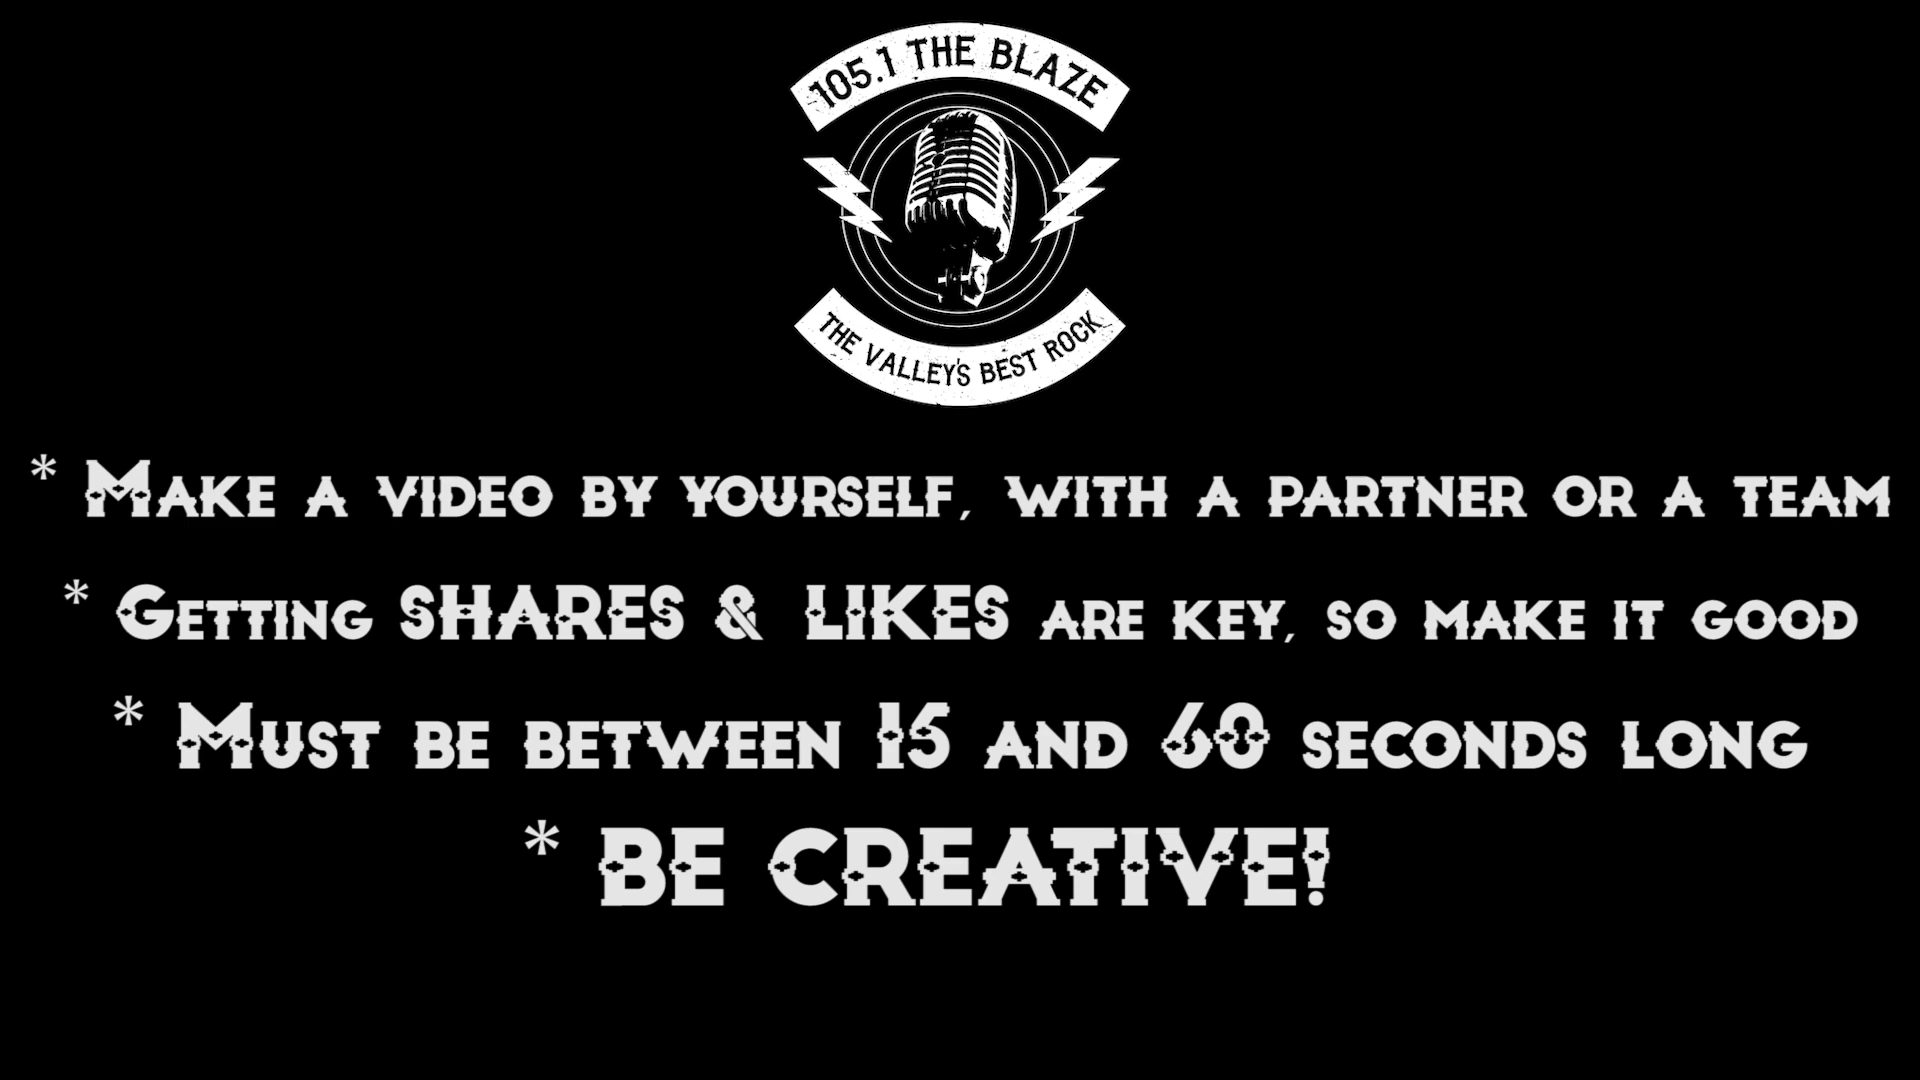 105.1 THE BLAZE
THE VALLEY'S BEST ROCK
* MAKE A VIDEO BY YOURSELF, WITH A PARTNER OR A TEAM
* GETTING SHARES & LIKES ARE KEY, SO MAKE IT GOOD
* MUST BE BETWEEN 15 AND 60 SECONDS LONG
* BE CREATIVE!